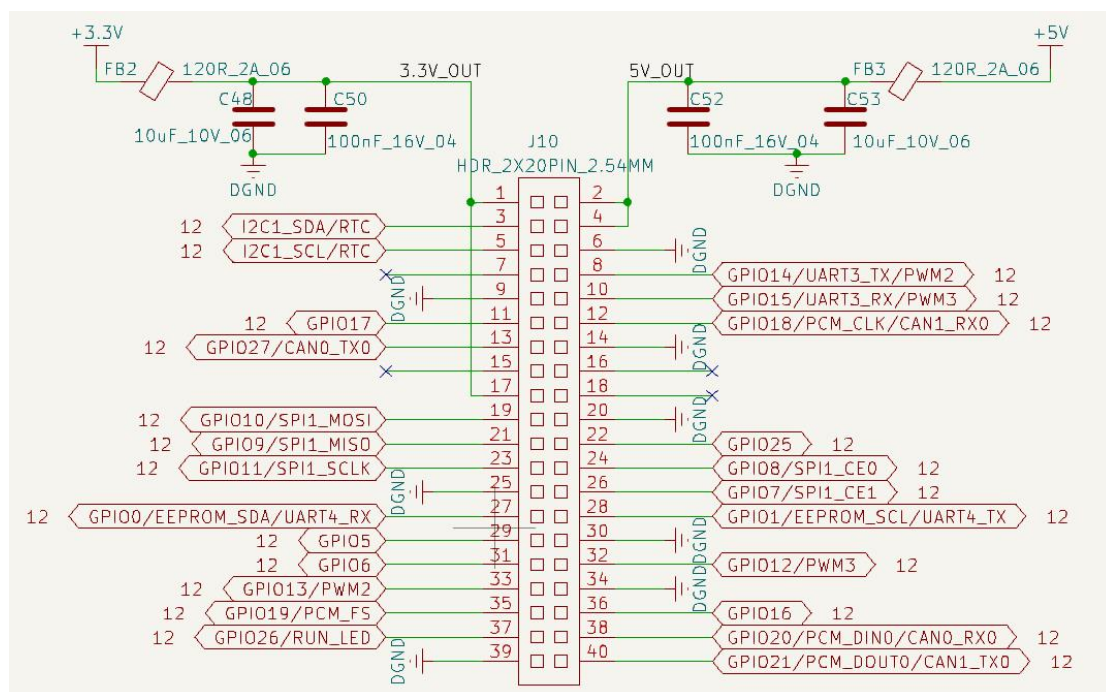 +3.3V
+5V
FB2 120R_2A_06 3.3V_OUT 5V_OUT FB3 120R_2A_06
C48 C50 C52 C53
10uF_10V_06 100nF_16V_04 100nF_16V_04 10uF_10V_06
J10
HDR_2X20PIN_2.54MM
DGND DGND
1 2
12 I2C1_SDA/RTC 3 4
12 I2C1_SCL/RTC 5 6 DGND
7 8 GPIO14/UART3_TX/PWM2 12
DGND 9 10 GPIO15/UART3_RX/PWM3 12
12 GPIO17 11 12 GPIO18/PCM_CLK/CAN1_RX0 12
12 GPIO27/CAN0_TX0 13 14 DGND
15 16
17 18
12 GPIO10/SPI1_MOSI 19 20 DGND
12 GPIO9/SPI1_MISO 21 22 GPIO25 12
12 GPIO11/SPI1_SCLK 23 24 GPIO8/SPI1_CE0 12
DGND 25 26 GPIO7/SPI1_CE1 12
12 GPIO0/EEPROM_SDA/UART4_RX 27 28 GPIO1/EEPROM_SCL/UART4_TX 12
12 GPIO5 29 30 DGND
12 GPIO6 31 32 GPIO12/PWM3 12
12 GPIO13/PWM2 33 34 DGND
12 GPIO19/PCM_FS 35 36 GPIO16 12
12 GPIO26/RUN_LED 37 38 GPIO20/PCM_DIN0/CAN0_RX0 12
DGND 39 40 GPIO21/PCM_DOUT0/CAN1_TX0 12